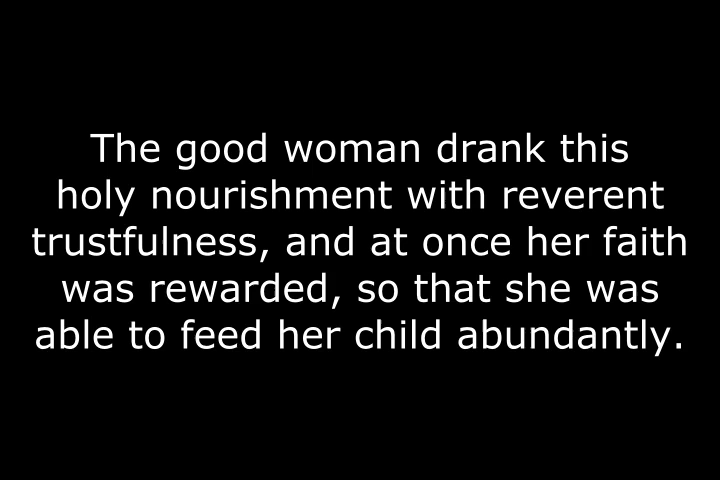 The good woman drank this
holy nourishment with reverent
trustfulness, and at once her faith
was rewarded, so that she was
able to feed her child abundantly.